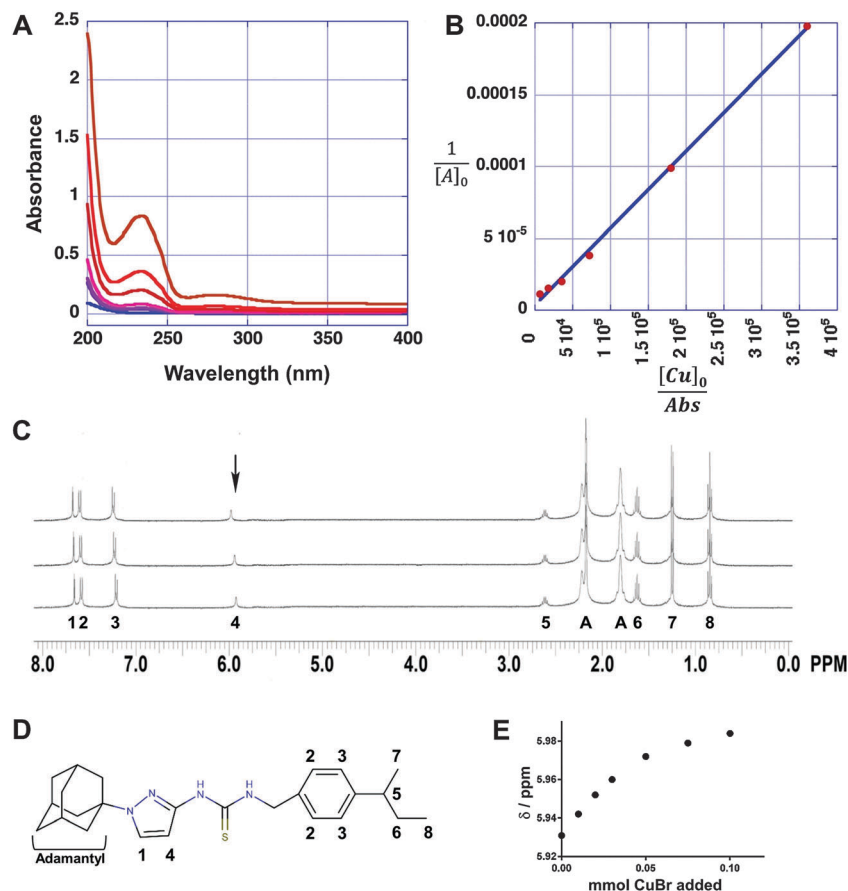 A
2.5
2
1.5
1
0.5
0
200 250 300 350 400
Absorbance
Wavelength (nm)
B
0.0002
0.00015
0.0001
5 10⁻⁵
0
1
[A]₀
0
5 10⁴
1 10⁵
1.5 10⁵
2 10⁵
2.5 10⁵
3 10⁵
3.5 10⁵
4 10⁵
[Cu]₀
Abs
C
1 2 3 4 5 A A 6 7 8
8.0 7.0 6.0 5.0 4.0 3.0 2.0 1.0 0.0 PPM
D
2 3 7
N NH NH 5
N S
2 3 6 8
Adamantyl 1 4
E
5.98
5.96
5.94
5.92
0.00 0.05 0.10
δ / ppm
mmol CuBr added